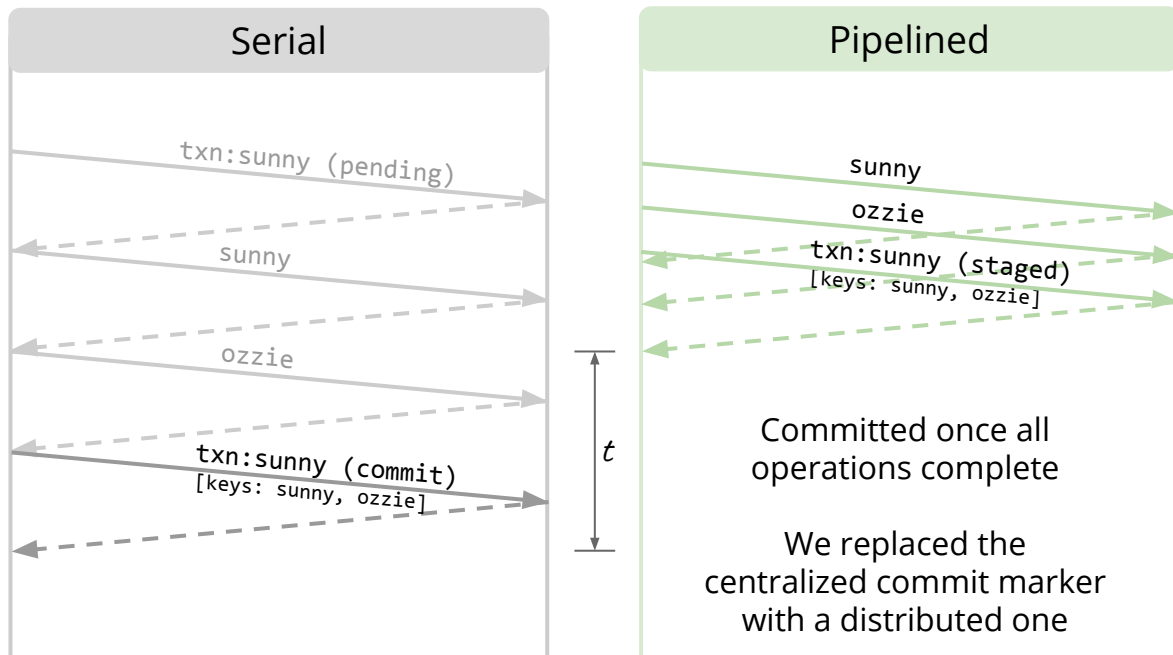 Serial
txn:sunny (pending)
sunny
ozzie
txn:sunny (commit)
[keys: sunny, ozzie]
t
Pipelined
sunny
ozzie
txn:sunny (staged)
[keys: sunny, ozzie]
Committed once all
operations complete
We replaced the
centralized commit marker
with a distributed one